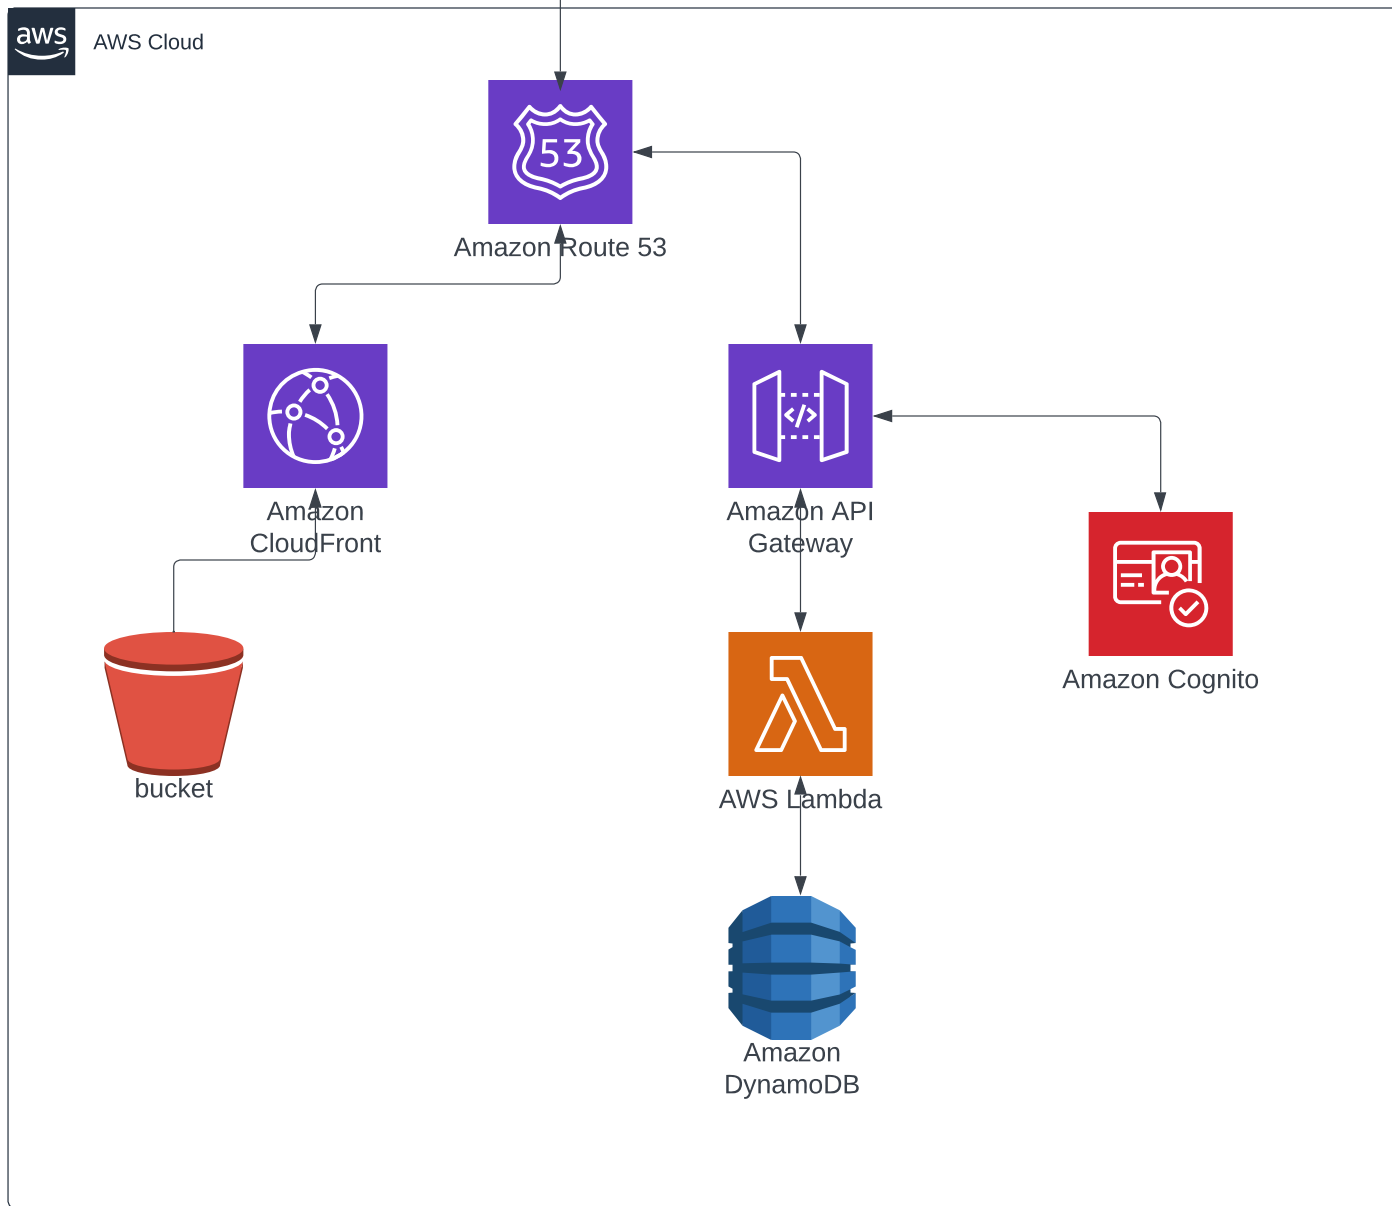 aws
AWS Cloud
53
Amazon Route 53
Amazon
CloudFront
Amazon API
Gateway
Amazon Cognito
bucket
AWS Lambda
Amazon
DynamoDB